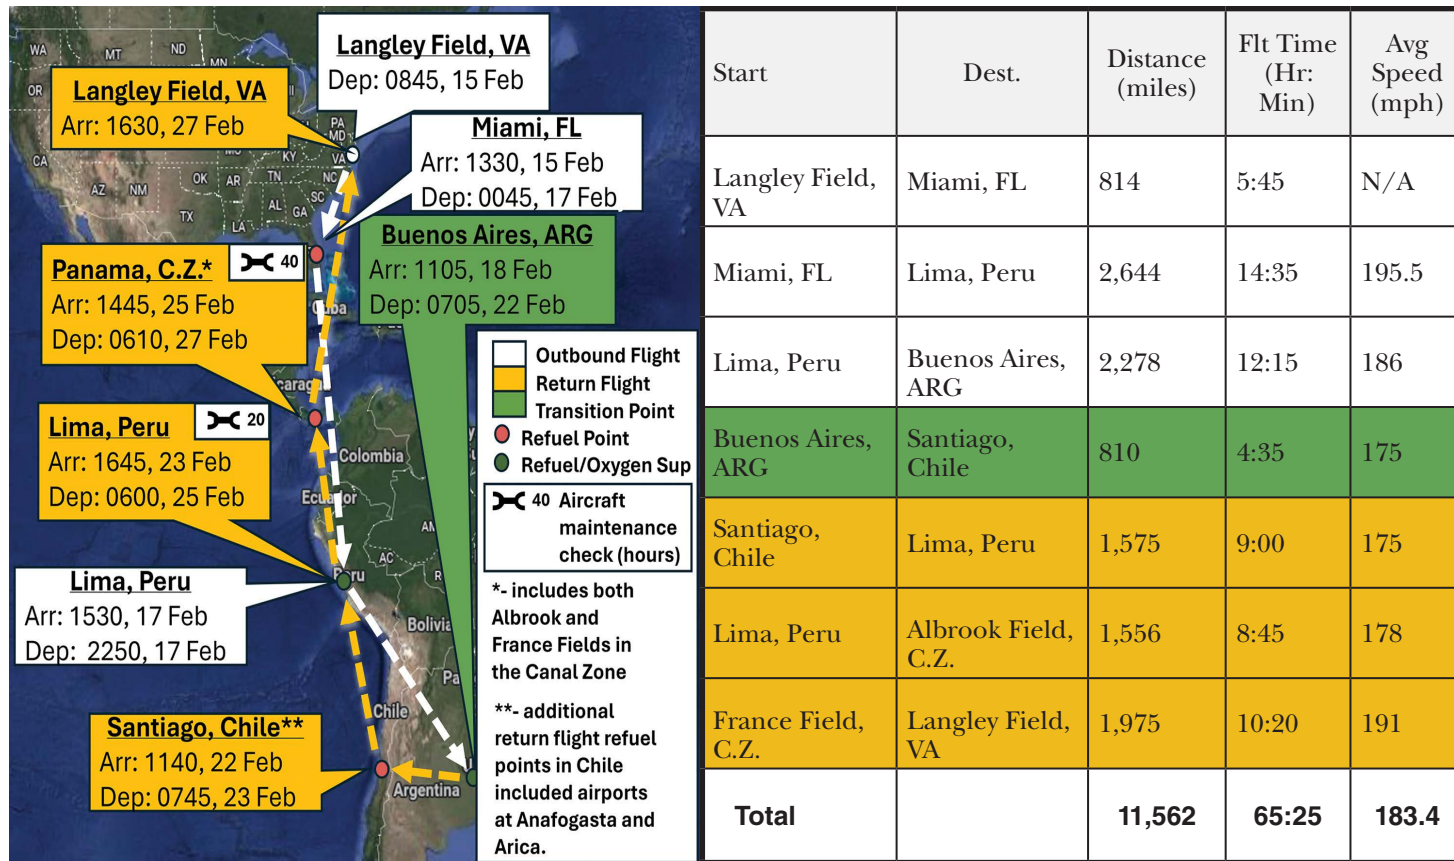 Langley Field, VA
Dep: 0845, 15 Feb
Langley Field, VA
Arr: 1630, 27 Feb
Miami, FL
Arr: 1330, 15 Feb
Dep: 0045, 17 Feb
Buenos Aires, ARG
Arr: 1105, 18 Feb
Dep: 0705, 22 Feb
Panama, C.Z.*
40
Arr: 1445, 25 Feb
Dep: 0610, 27 Feb
Lima, Peru
20
Arr: 1645, 23 Feb
Dep: 0600, 25 Feb
Lima, Peru
Arr: 1530, 17 Feb
Dep: 2250, 17 Feb
Santiago, Chile**
Arr: 1140, 22 Feb
Dep: 0745, 23 Feb
WA
MT
ND
MN
OR
PA
MD
CA
KY
VA
OK
AR
TN
NC
AZ
NM
SC
AL
GA
TX
LA
Colombia
Ecuador
AC
Peru
Bolivia
Chile
Argentina
Outbound Flight
Return Flight
Transition Point
Refuel Point
Refuel/Oxygen Sup
40 Aircraft
maintenance
check (hours)
*- includes both
Albrook and
France Fields in
the Canal Zone
**- additional
return flight refuel
points in Chile
included airports
at Anafogasta and
Arica.
Start Dest. Distance (miles) Flt Time (Hr: Min) Avg Speed (mph)
Langley Field, VA Miami, FL 814 5:45 N/A
Miami, FL Lima, Peru 2,644 14:35 195.5
Lima, Peru Buenos Aires, ARG 2,278 12:15 186
Buenos Aires, ARG Santiago, Chile 810 4:35 175
Santiago, Chile Lima, Peru 1,575 9:00 175
Lima, Peru Albrook Field, C.Z. 1,556 8:45 178
France Field, C.Z. Langley Field, VA 1,975 10:20 191
Total 11,562 65:25 183.4